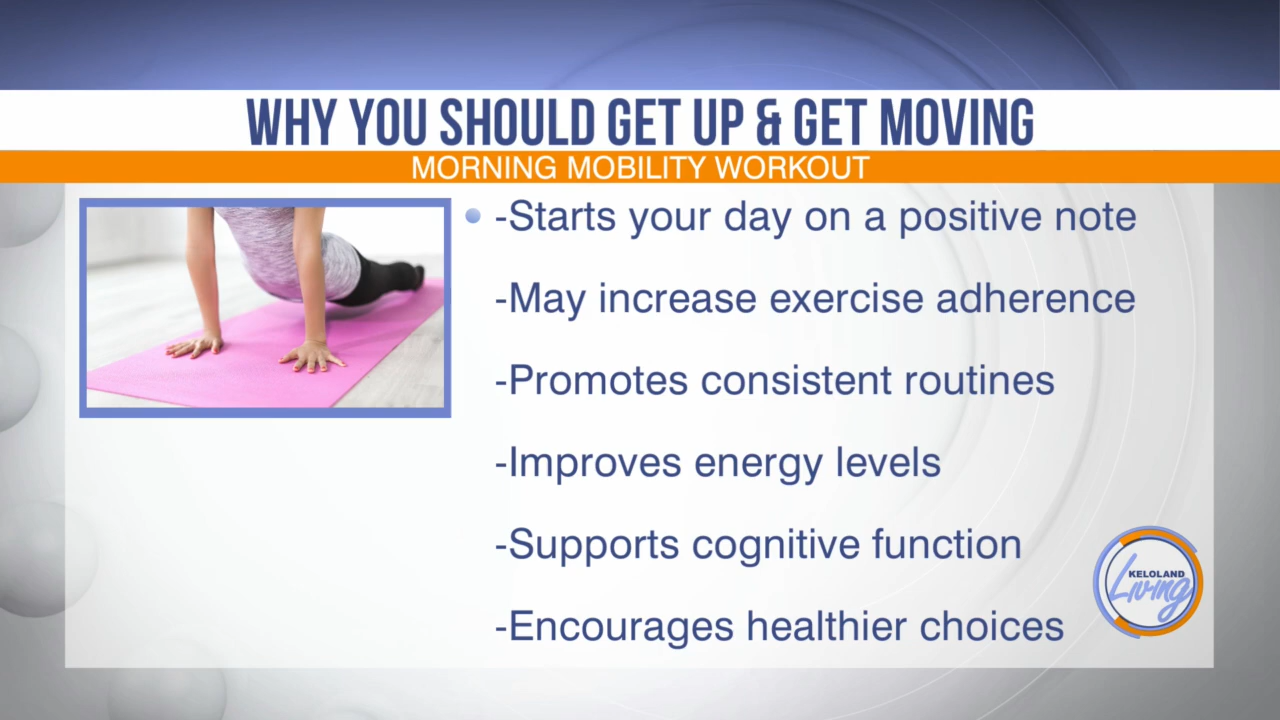 WHY YOU SHOULD GET UP & GET MOVING
MORNING MOBILITY WORKOUT
• -Starts your day on a positive note
-May increase exercise adherence
-Promotes consistent routines
-Improves energy levels
-Supports cognitive function
-Encourages healthier choices
KELOLAND
Living